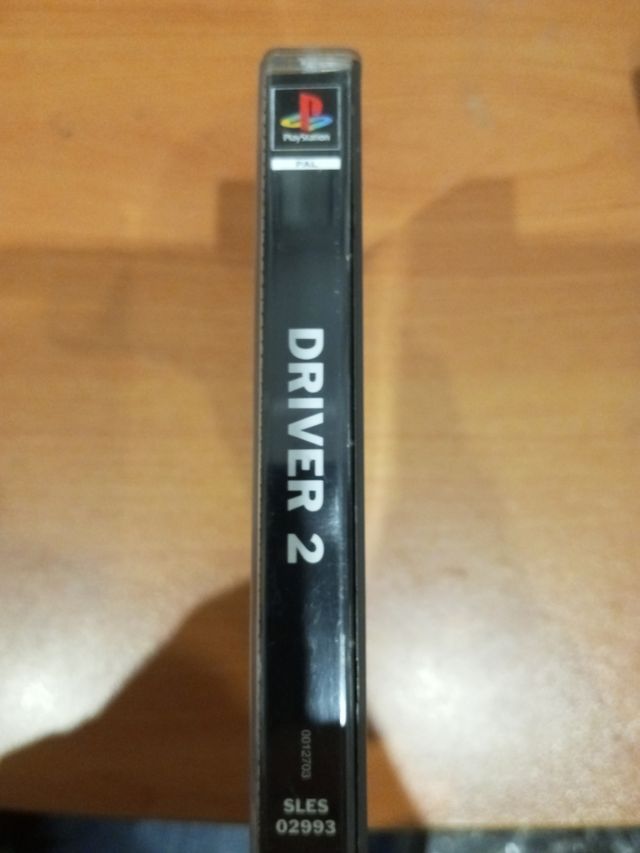 PlayStation
PAL
DRIVER 2
0012703
SLES
02993